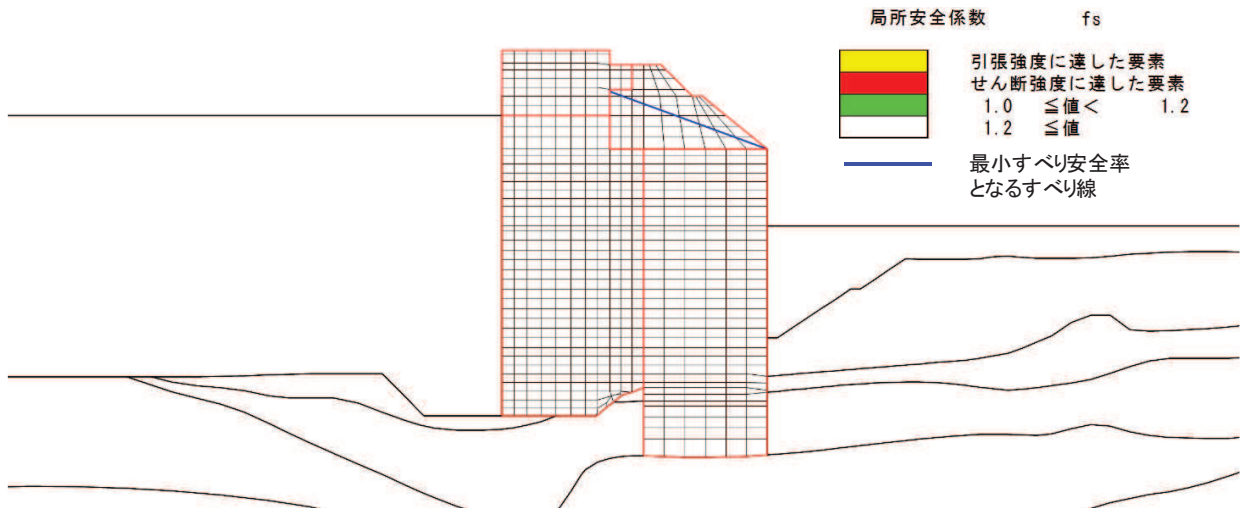 局所安全係数 fs
引張強度に達した要素
せん断強度に達した要素
1.0 ≦値< 1.2
1.2 ≦値
最小すべり安全率
となるすべり線